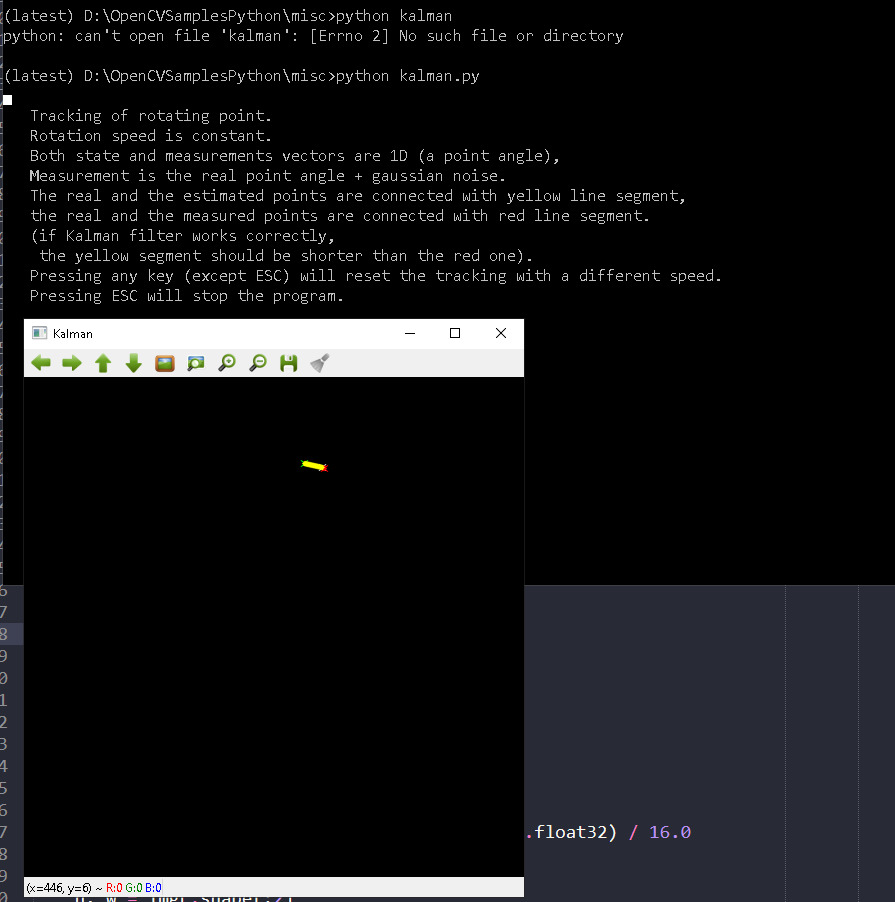 (latest) D:\OpenCVSamplesPython\misc>python kalman
python: can't open file 'kalman': [Errno 2] No such file or directory
(latest) D:\OpenCVSamplesPython\misc>python kalman.py
Tracking of rotating point.
Rotation speed is constant.
Both state and measurements vectors are 1D (a point angle),
Measurement is the real point angle + gaussian noise.
The real and the estimated points are connected with yellow line segment,
the real and the measured points are connected with red line segment.
(if Kalman filter works correctly,
the yellow segment should be shorter than the red one).
Pressing any key (except ESC) will reset the tracking with a different speed.
Pressing ESC will stop the program.
Kalman
6
7
8
9
0
1
2
3
4
5
6
7 .float32) / 16.0
8
9
(x=446, y=6) ~ R:0 G:0 B:0